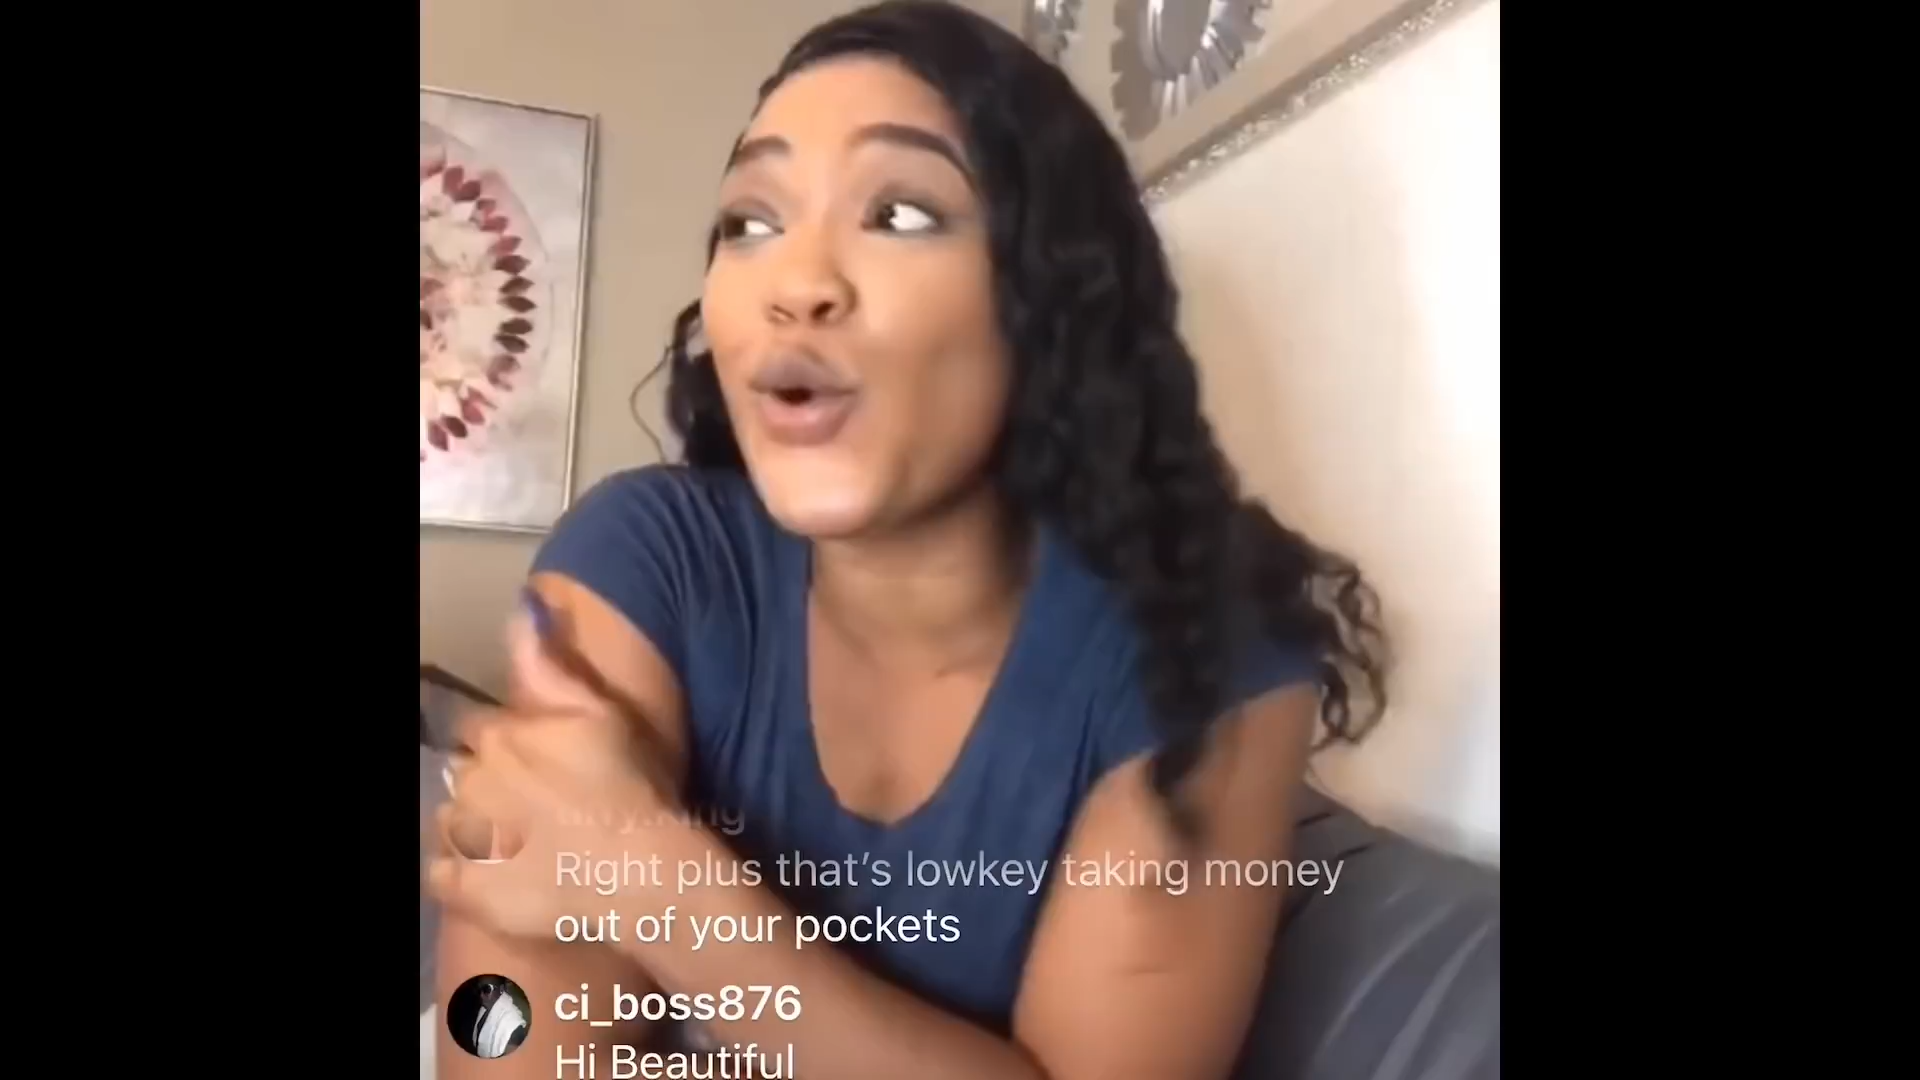 Right plus that's lowkey taking money
out of your pockets
ci_boss876
Hi Beautiful